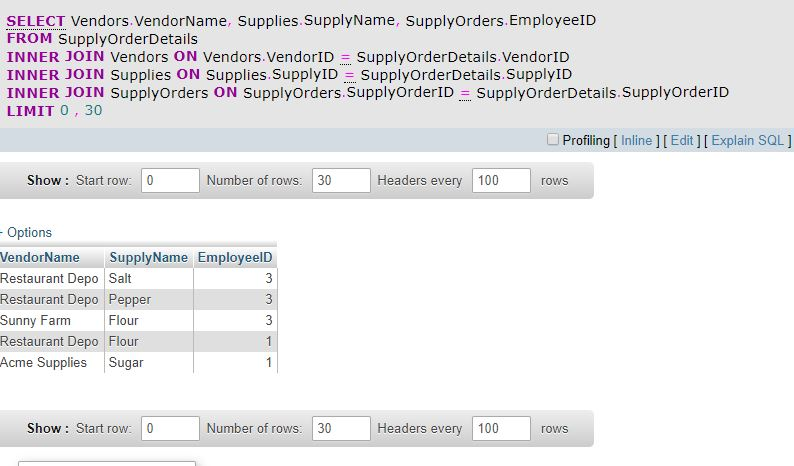 SELECT Vendors.VendorName, Supplies.SupplyName, SupplyOrders.EmployeeID
FROM SupplyOrderDetails
INNER JOIN Vendors ON Vendors.VendorID = SupplyOrderDetails.VendorID
INNER JOIN Supplies ON Supplies.SupplyID = SupplyOrderDetails.SupplyID
INNER JOIN SupplyOrders ON SupplyOrders.SupplyOrderID = SupplyOrderDetails.SupplyOrderID
LIMIT 0 , 30
Profiling [ Inline ] [ Edit ] [ Explain SQL ]
Show : Start row: 0 Number of rows: 30 Headers every 100 rows
+ Options
VendorName SupplyName EmployeeID
Restaurant Depo Salt 3
Restaurant Depo Pepper 3
Sunny Farm Flour 3
Restaurant Depo Flour 1
Acme Supplies Sugar 1
Show : Start row: 0 Number of rows: 30 Headers every 100 rows